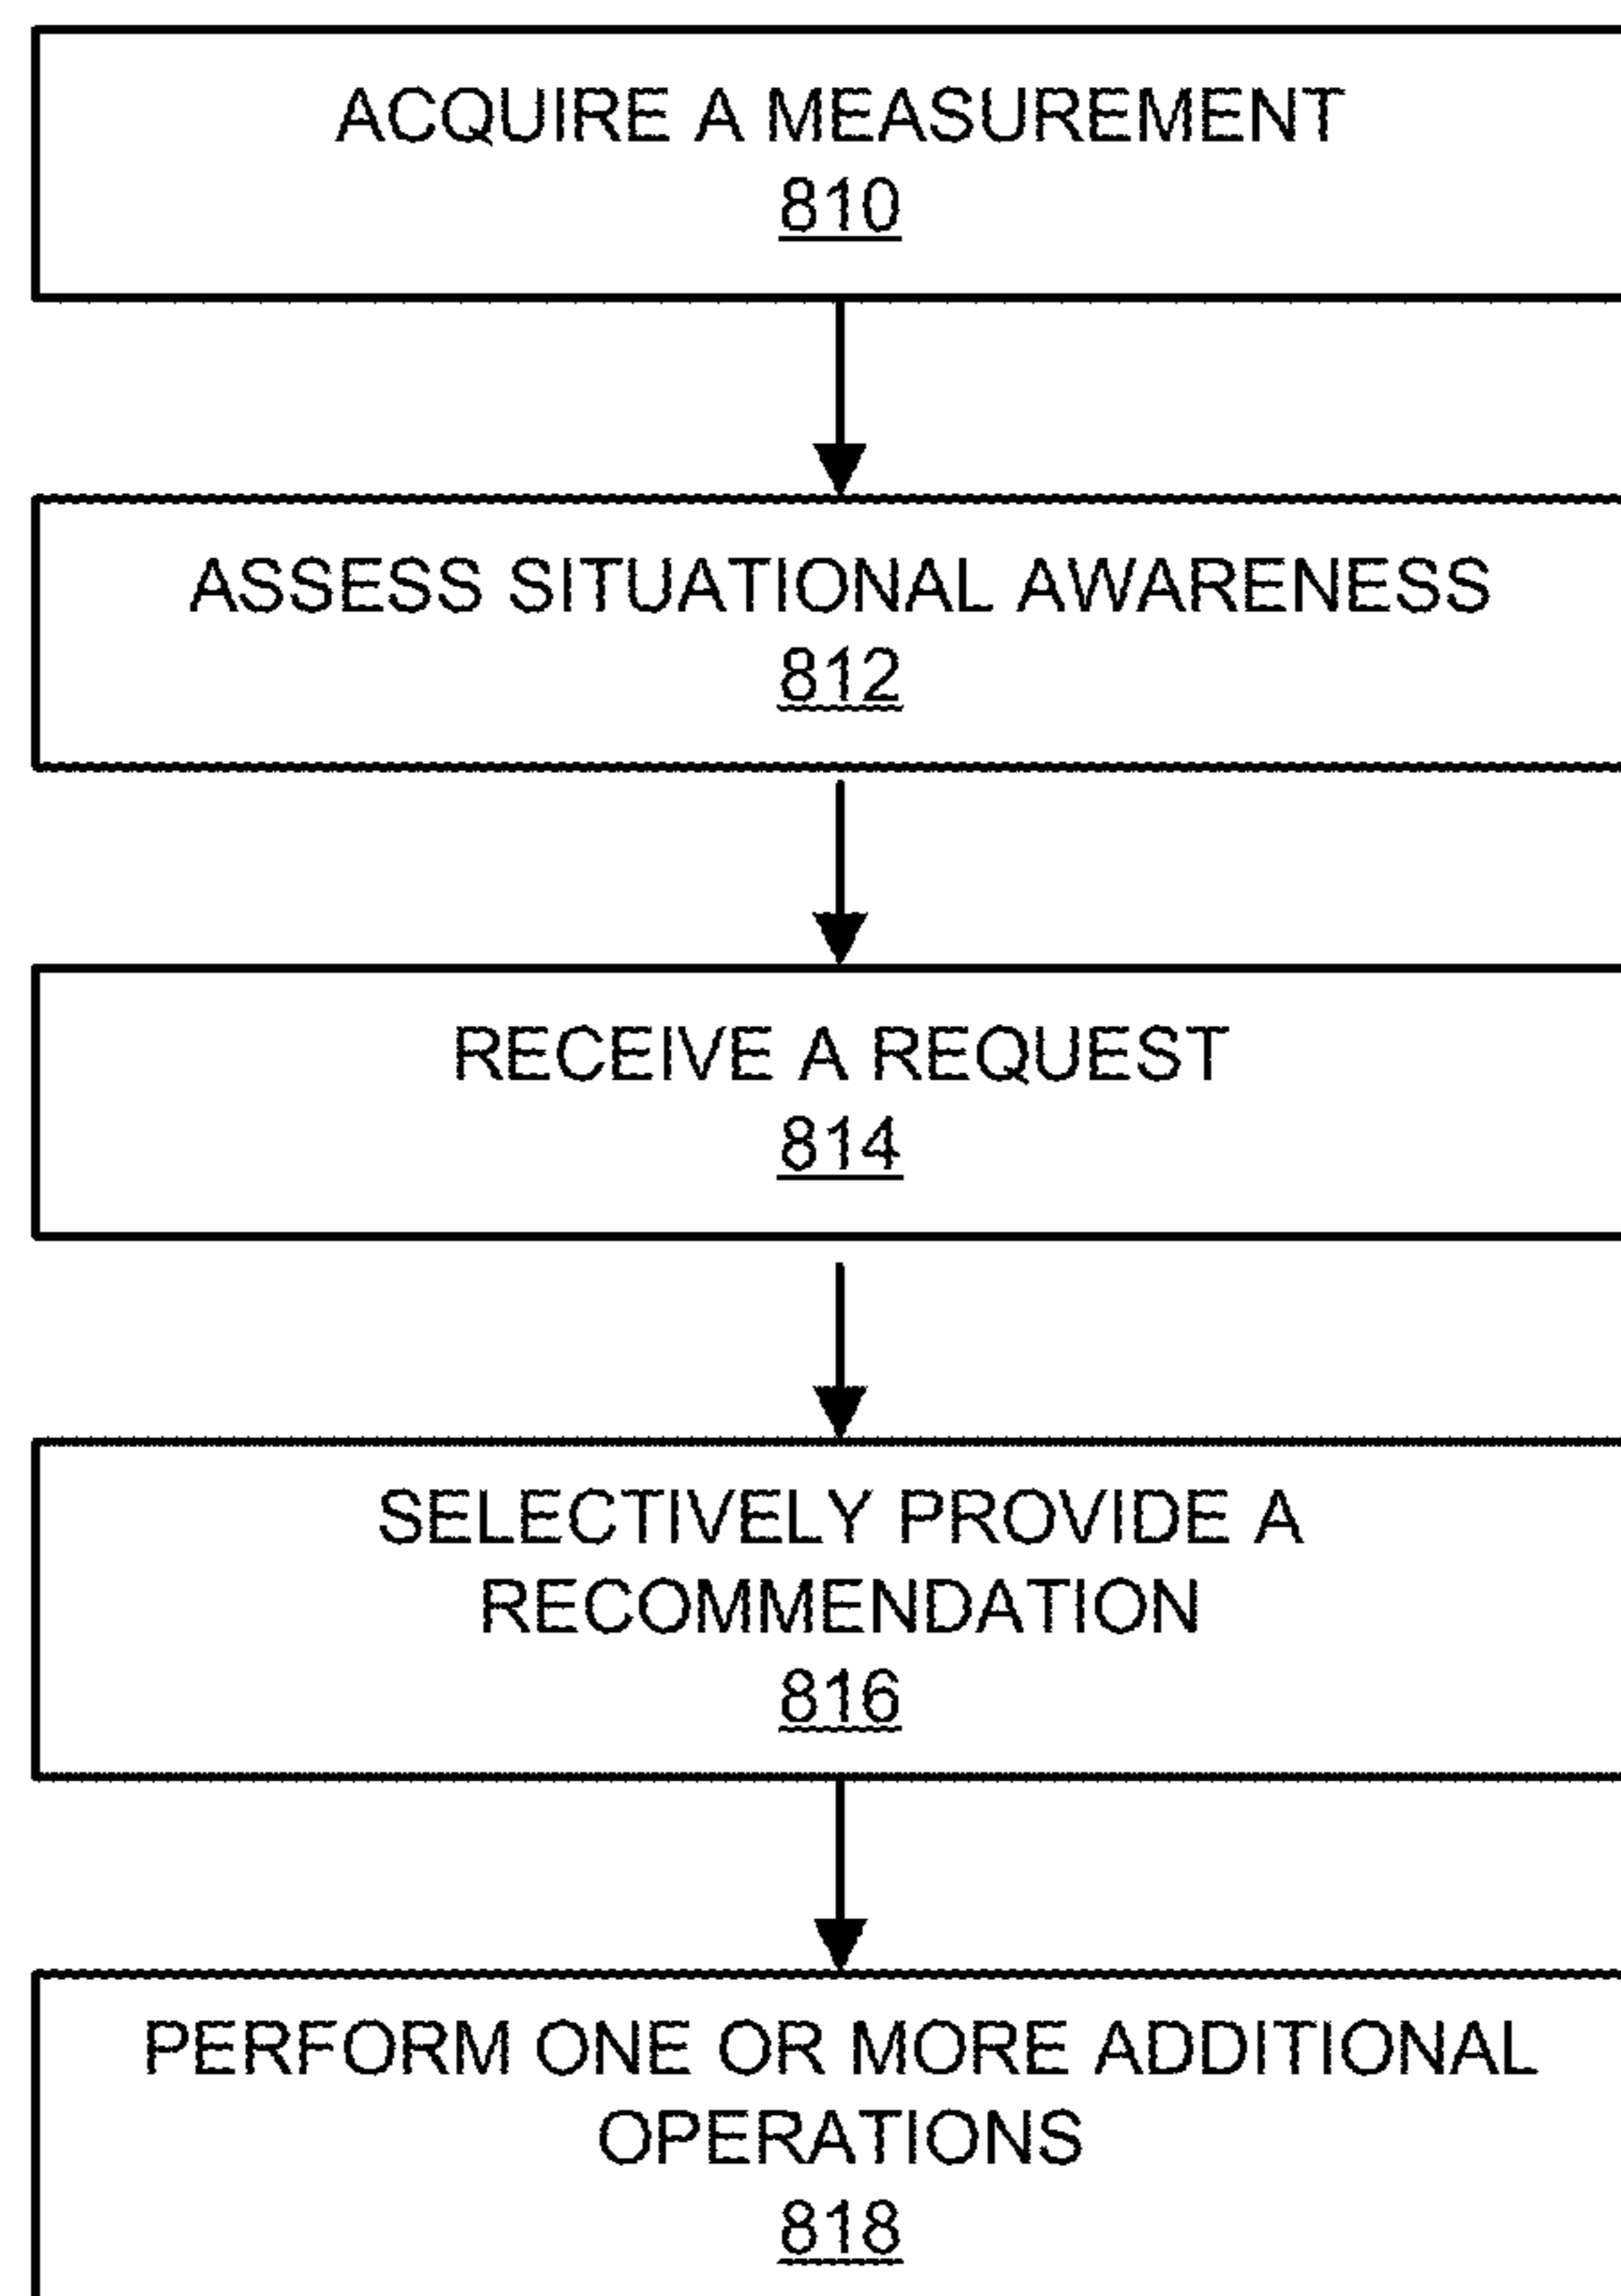 ACQUIRE A MEASUREMENT
810
ASSESS SITUATIONAL AWARENESS
812
RECEIVE A REQUEST
814
SELECTIVELY PROVIDE A
RECOMMENDATION
816
PERFORM ONE OR MORE ADDITIONAL
OPERATIONS
818